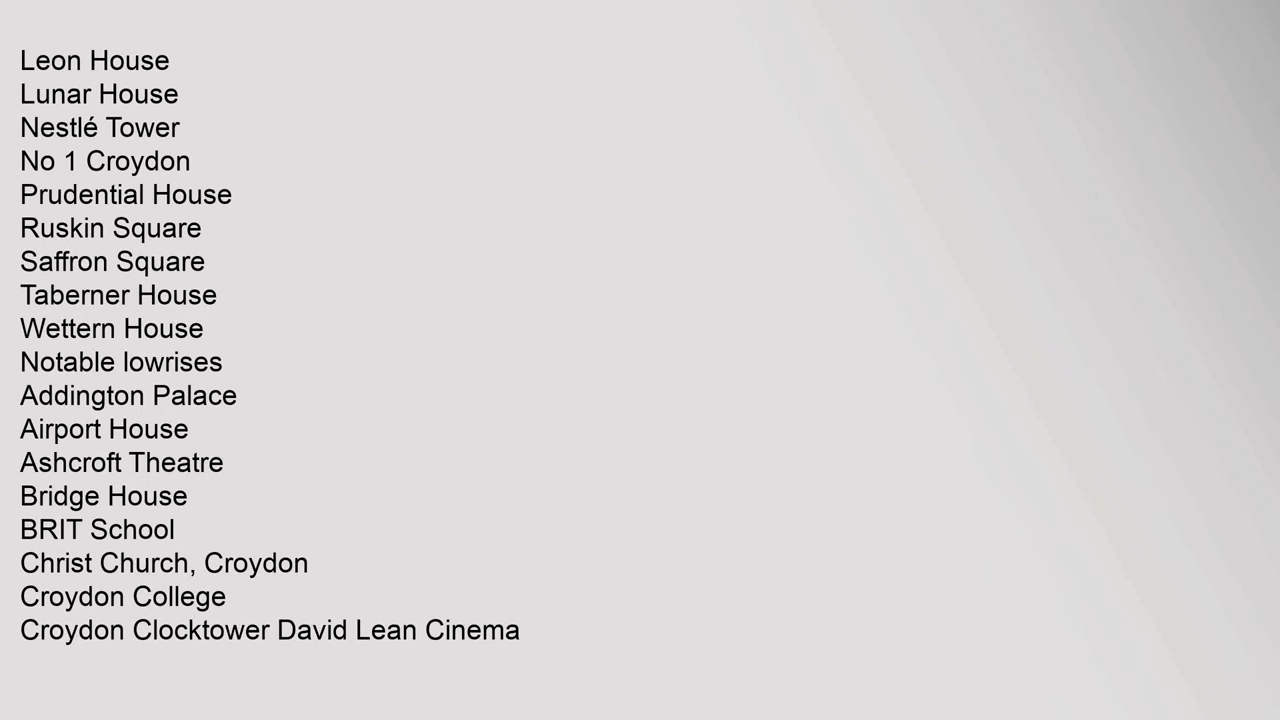 Leon House
Lunar House
Nestlé Tower
No 1 Croydon
Prudential House
Ruskin Square
Saffron Square
Taberner House
Wettern House
Notable lowrises
Addington Palace
Airport House
Ashcroft Theatre
Bridge House
BRIT School
Christ Church, Croydon
Croydon College
Croydon Clocktower David Lean Cinema